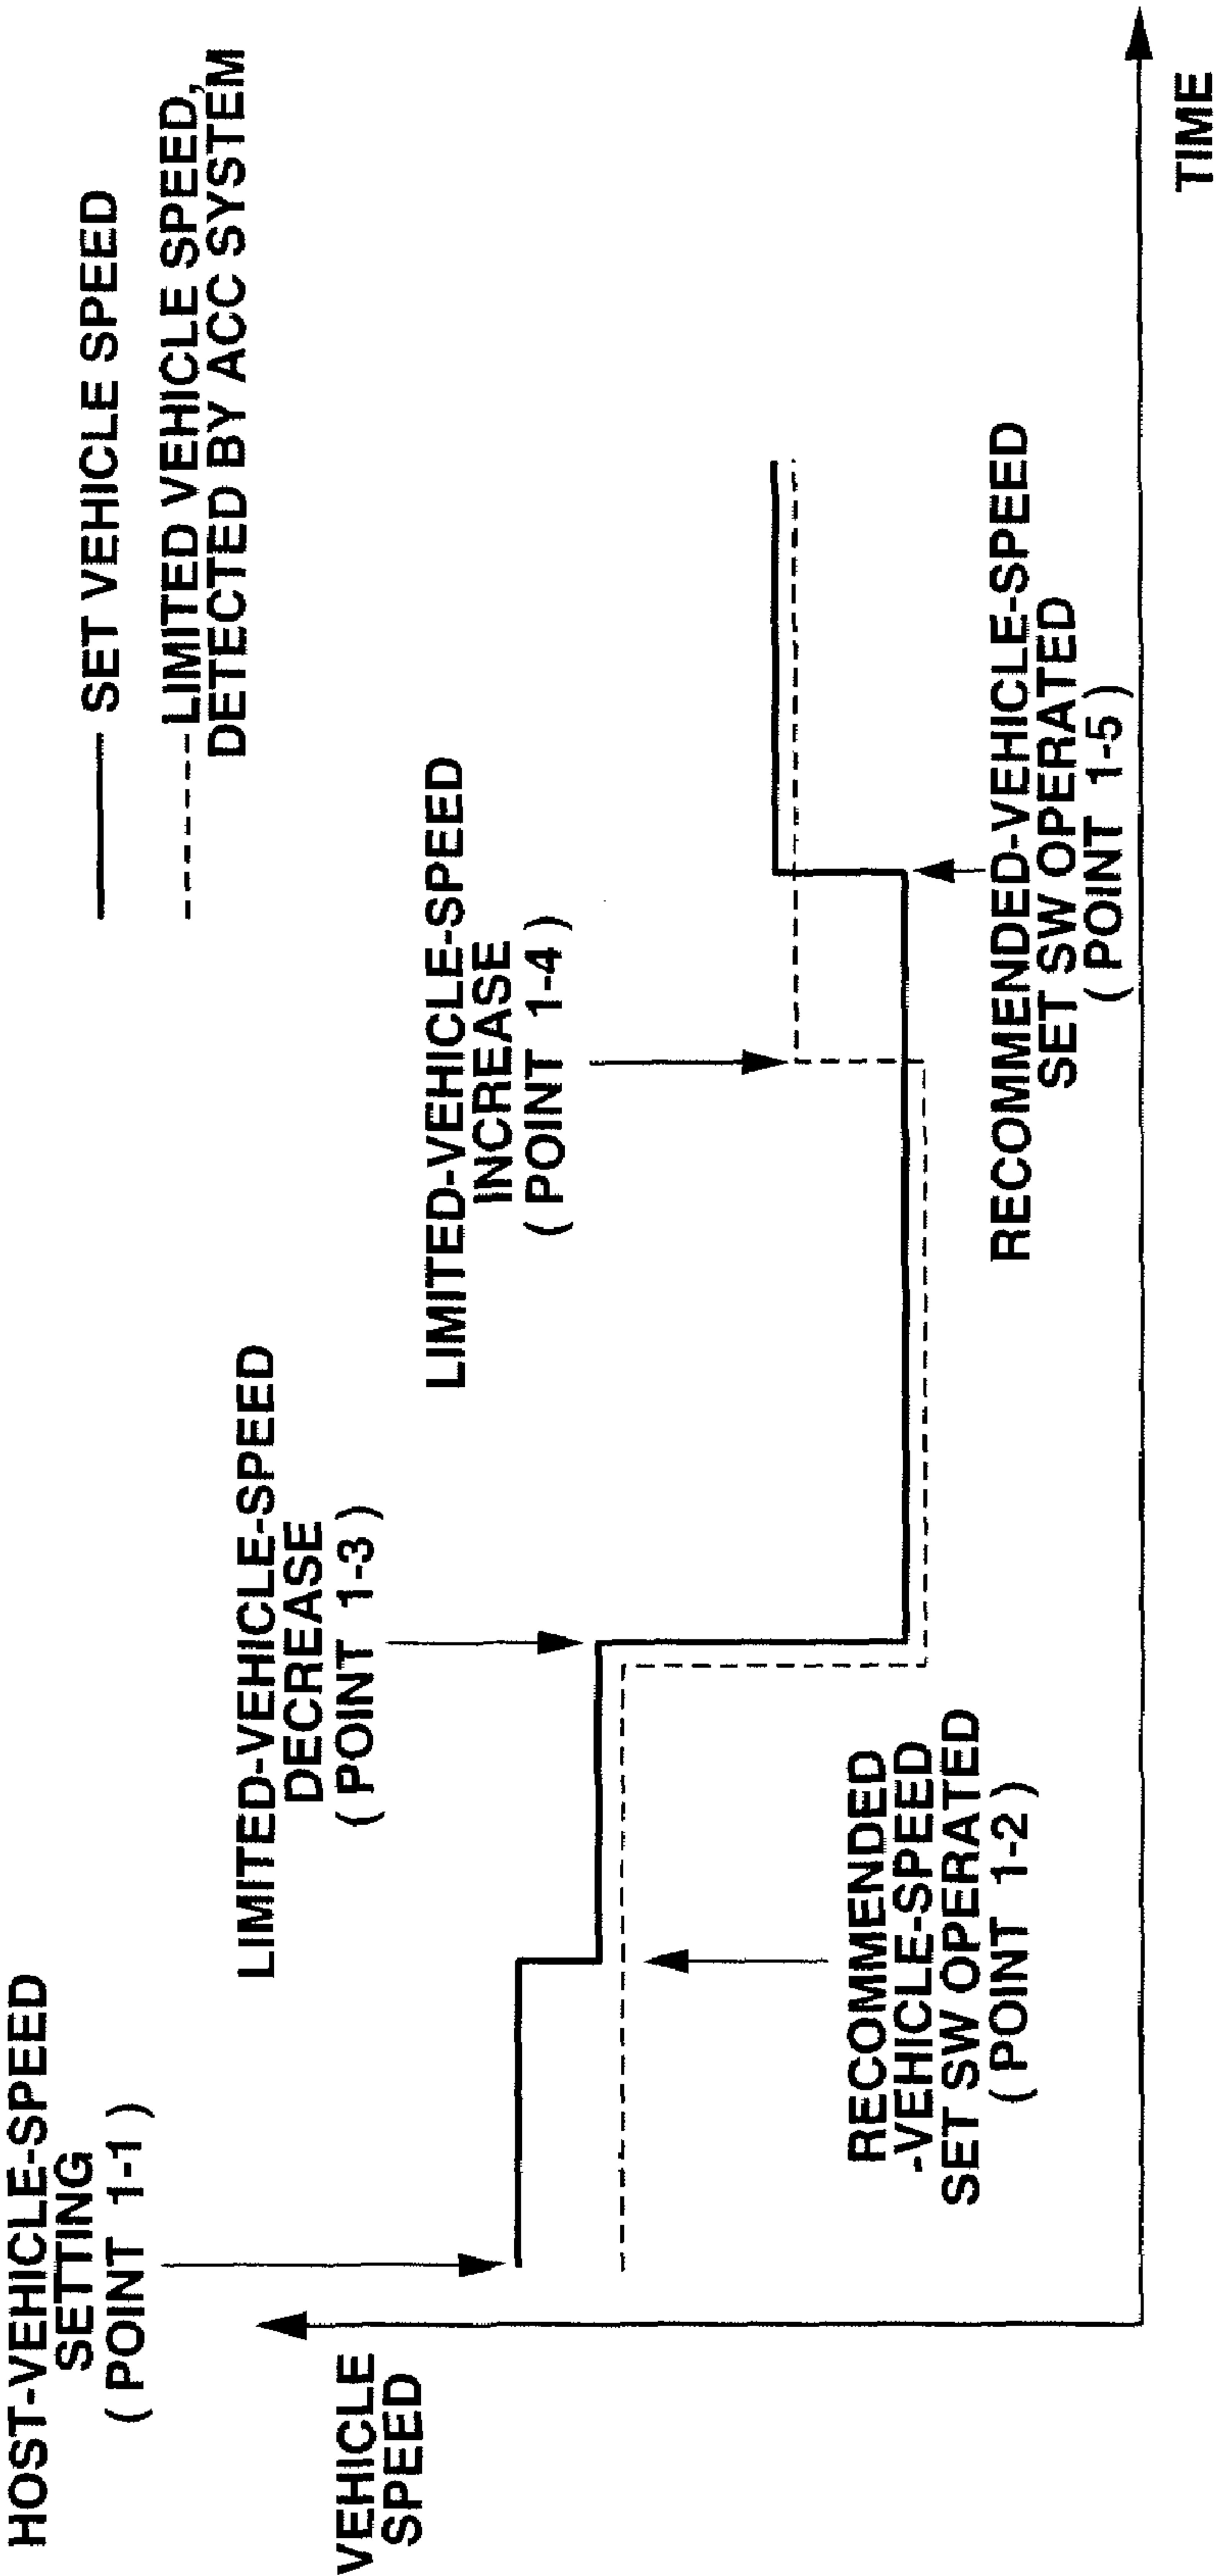 HOST-VEHICLE-SPEED
SETTING
( POINT 1-1 )
LIMITED-VEHICLE-SPEED
DECREASE
( POINT 1-3 )
LIMITED-VEHICLE-SPEED
INCREASE
( POINT 1-4 )
SET VEHICLE SPEED
LIMITED VEHICLE SPEED,
DETECTED BY ACC SYSTEM
VEHICLE
SPEED
RECOMMENDED
-VEHICLE-SPEED
SET SW OPERATED
( POINT 1-2 )
RECOMMENDED-VEHICLE-SPEED
SET SW OPERATED
( POINT 1-5 )
TIME